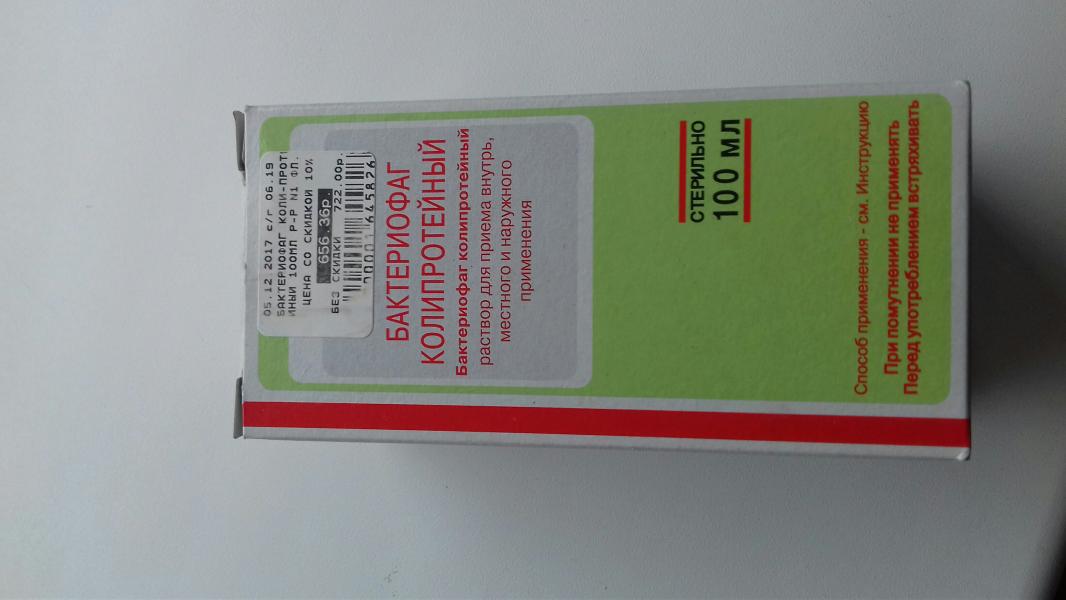 05.12.2017 с/г 06.19
БАКТЕРИОФАГ КОЛИ-ПРОТ
ИНЫЙ 100МЛ Р-Р N1 ФЛ.
ЦЕНА СО СКИДКОЙ 10%
656.36р.
БЕЗ СКИДКИ 722.00р.
БАКТЕРИОФАГ
КОЛИПРОТЕЙНЫЙ
Бактериофаг колипротейный
раствор для приема внутрь,
местного и наружного
применения
СТЕРИЛЬНО
100 мл
Способ применения - см. Инструкцию
При помутнении не применять
Перед употреблением встряхивать